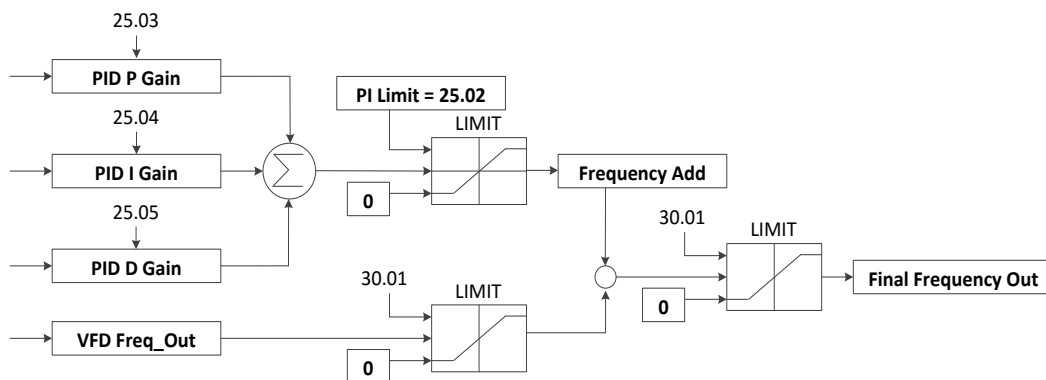 25.03
PID P Gain
25.04
PID I Gain
25.05
PID D Gain
VFD Freq_Out
Σ
PI Limit = 25.02
LIMIT
0
Frequency Add
30.01
LIMIT
0
30.01
LIMIT
0
Final Frequency Out